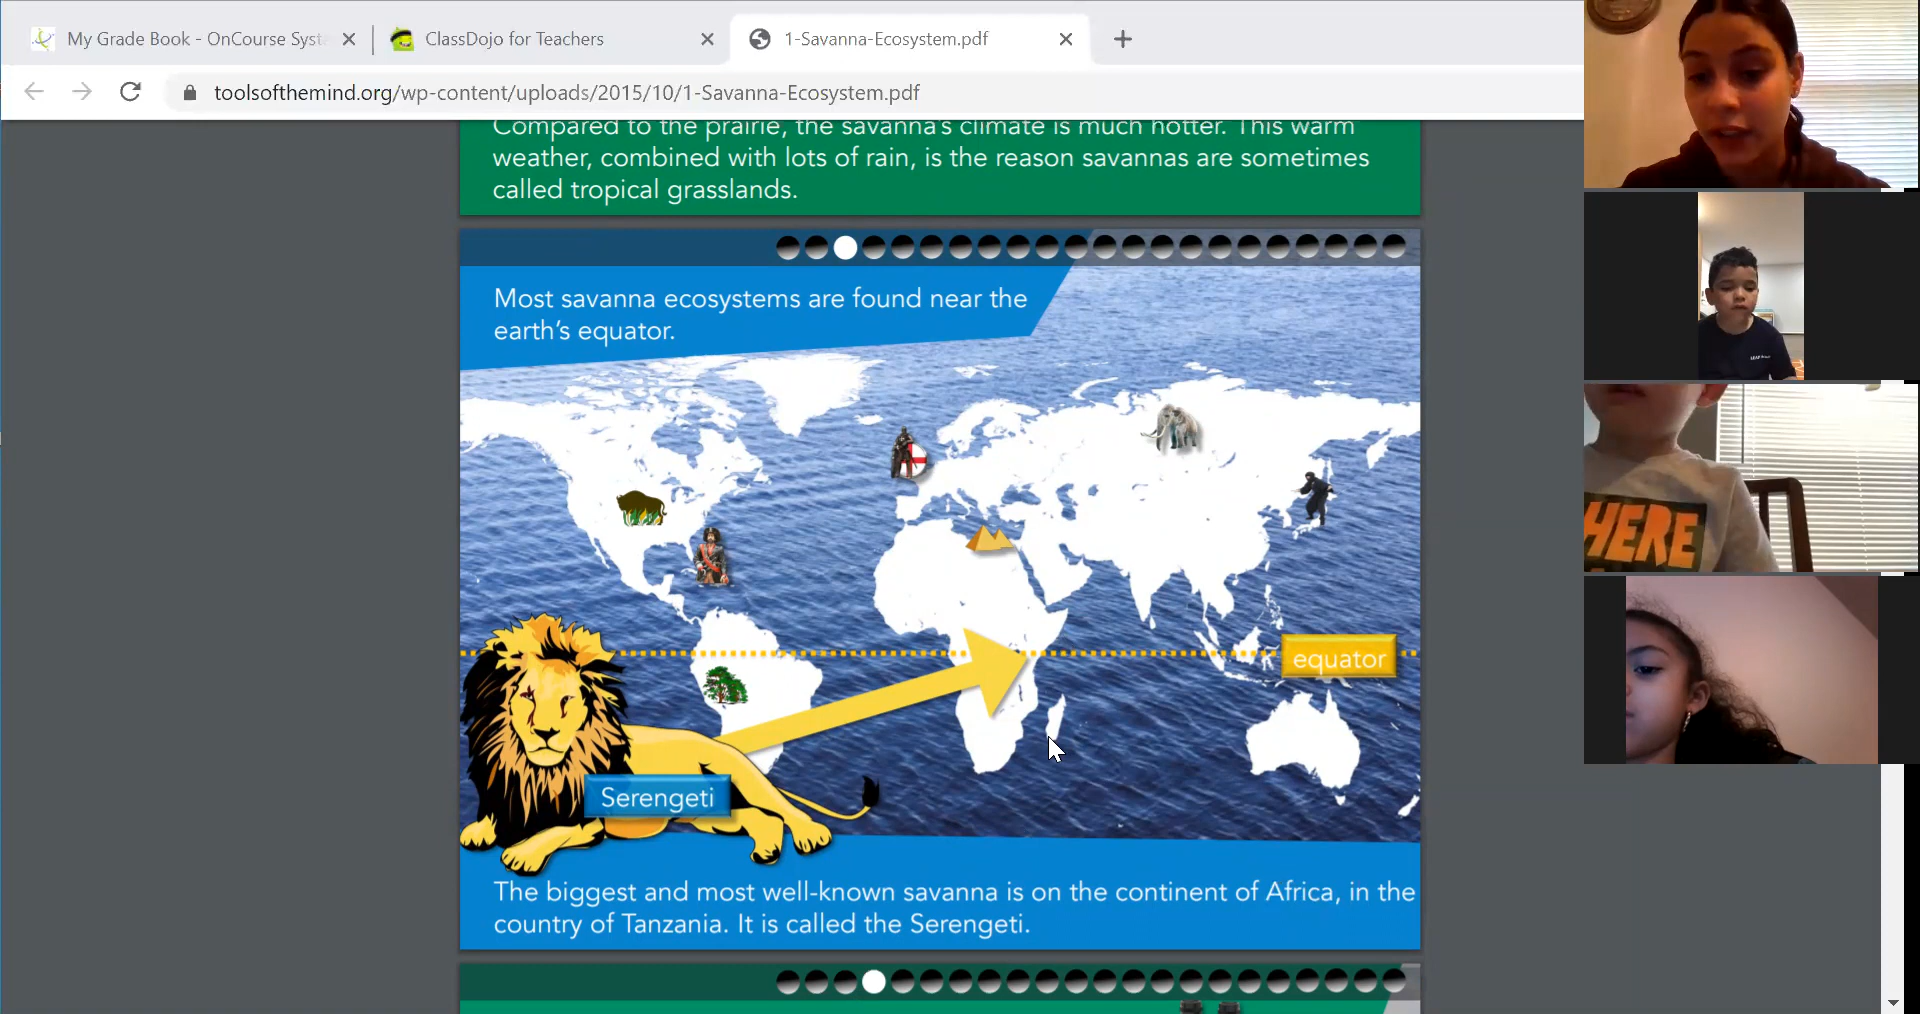 My Grade Book - OnCourse Syst
ClassDojo for Teachers
1-Savanna-Ecosystem.pdf
toolsofthemind.org/wp-content/uploads/2015/10/1-Savanna-Ecosystem.pdf
Compared to the prairie, the savanna's climate is much hotter. This warm
weather, combined with lots of rain, is the reason savannas are sometimes
called tropical grasslands.
Most savanna ecosystems are found near the
earth's equator.
HERE
equator
Serengeti
The biggest and most well-known savanna is on the continent of Africa, in the
country of Tanzania. It is called the Serengeti.